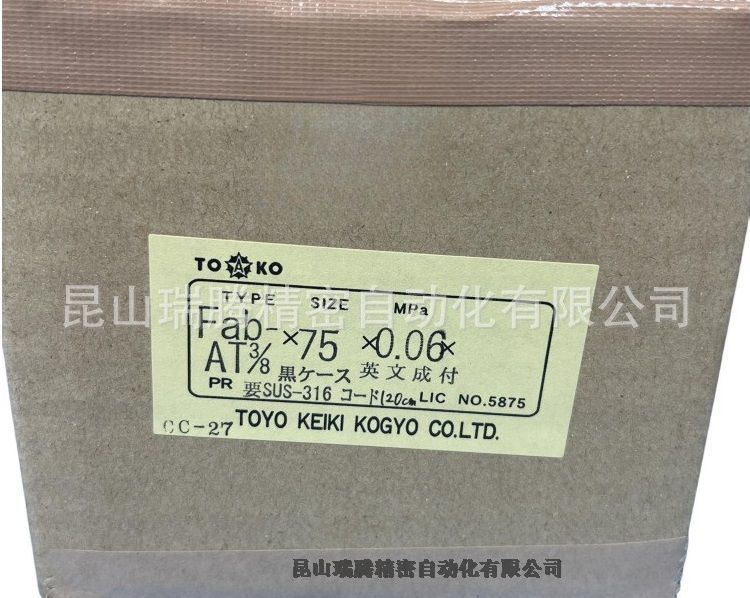 TOAKO
TYPE SIZE MPa
昆山瑞腾精密自动化有限公司
Fab- ×75 ×0.06×
AT3/8 黒ケース 英文成付
PR 要SUS-316 コード120cm LIC NO.5875
CC-27 TOYO KEIKI KOGYO CO.LTD.
昆山瑞腾精密自动化有限公司